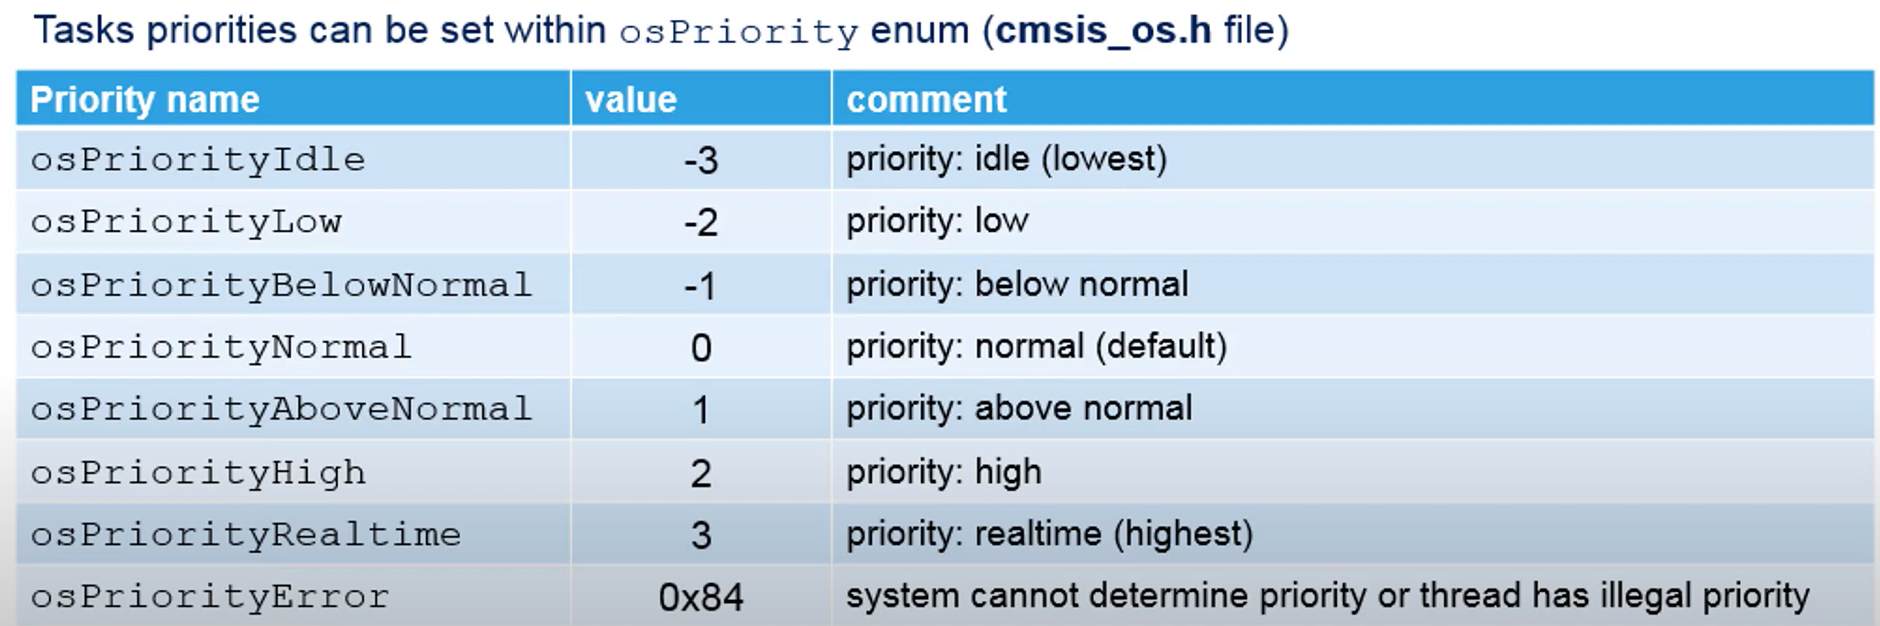 Tasks priorities can be set within osPriority enum (cmsis_os.h file)
Priority name value comment
osPriorityIdle -3 priority: idle (lowest)
osPriorityLow -2 priority: low
osPriorityBelowNormal -1 priority: below normal
osPriorityNormal 0 priority: normal (default)
osPriorityAboveNormal 1 priority: above normal
osPriorityHigh 2 priority: high
osPriorityRealtime 3 priority: realtime (highest)
osPriorityError 0x84 system cannot determine priority or thread has illegal priority